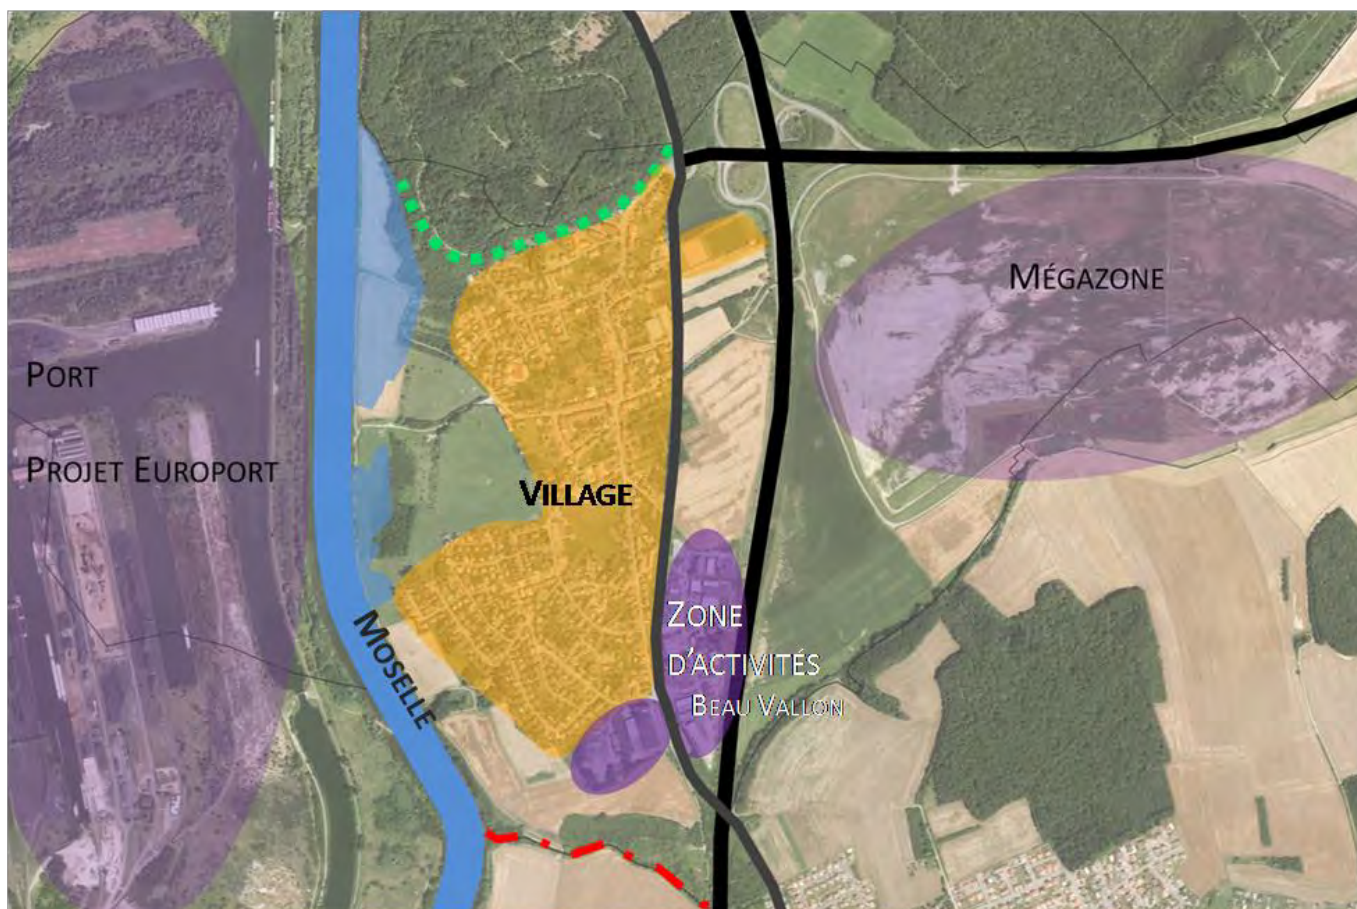 MÉGAZONE
PORT
PROJET EUROPORT
VILLAGE
MOSELLE
ZONE
D'ACTIVITÉS
BEAU VALLON